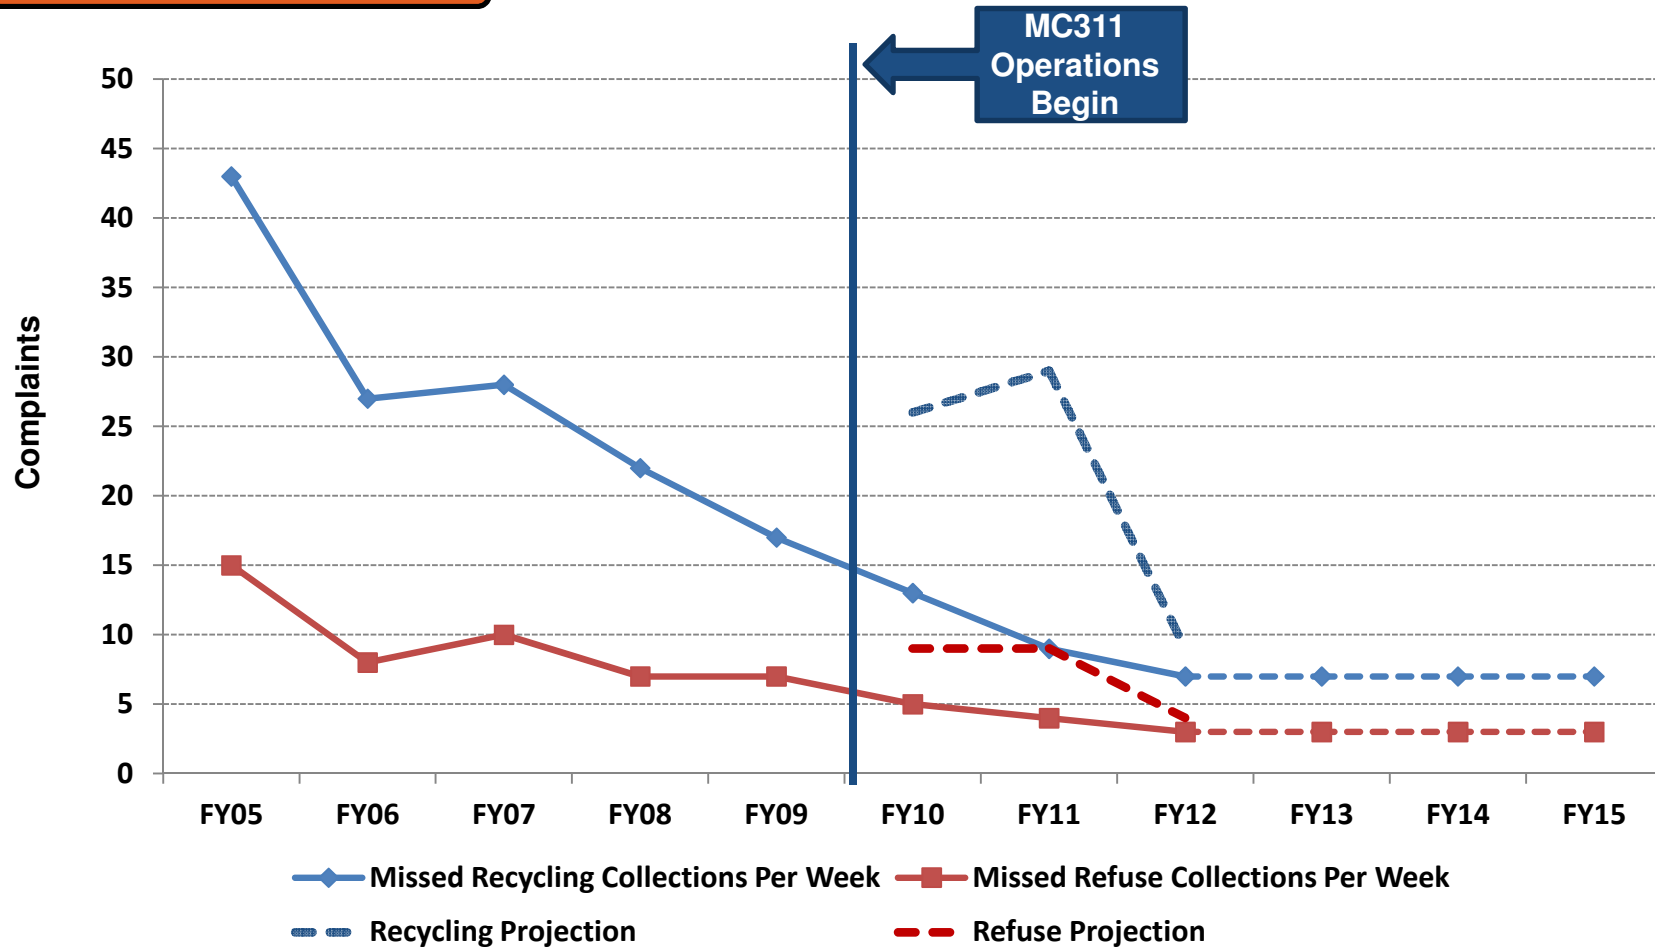 MC311
Operations
Begin
50
45
40
35
30
25
20
15
10
5
0
Complaints
FY05 FY06 FY07 FY08 FY09 FY10 FY11 FY12 FY13 FY14 FY15
Missed Recycling Collections Per Week Missed Refuse Collections Per Week
Recycling Projection Refuse Projection